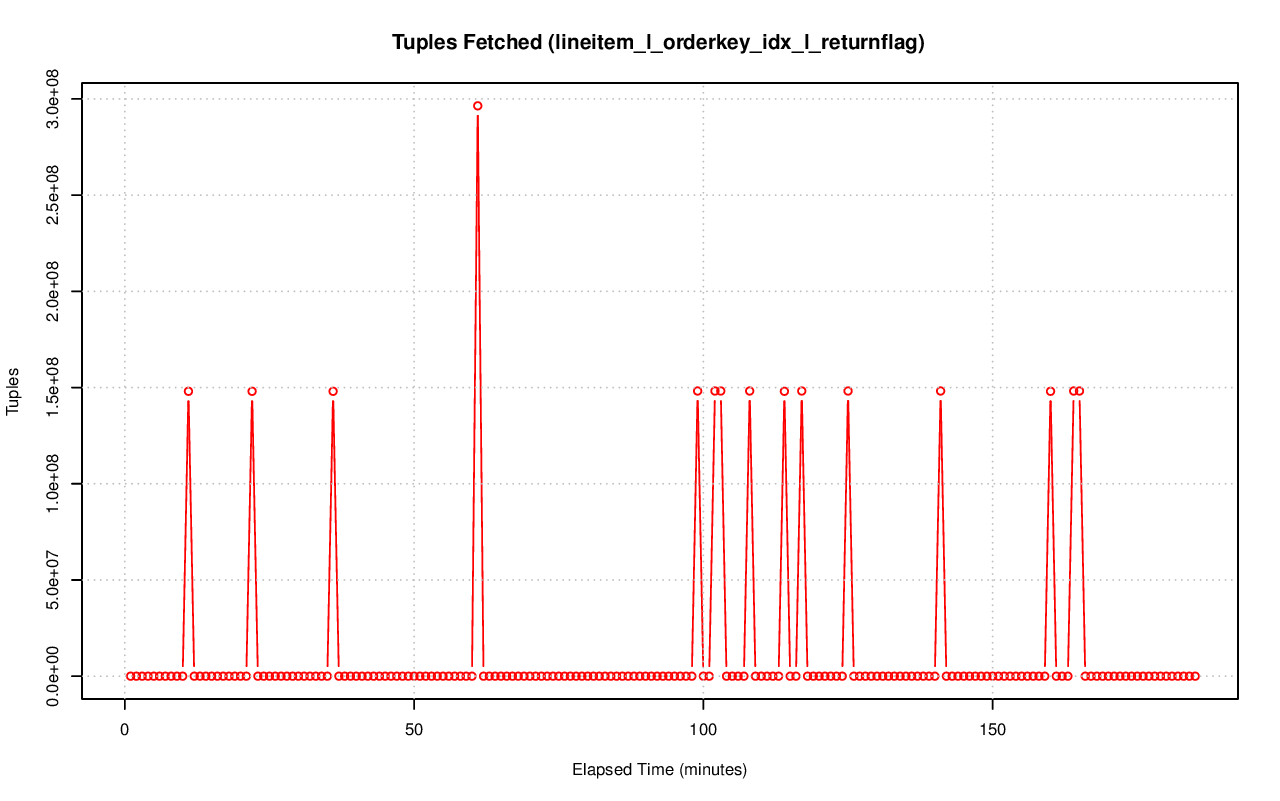 Tuples Fetched (lineitem_l_orderkey_idx_l_returnflag)
3.0e+08
2.5e+08
2.0e+08
1.5e+08
1.0e+08
5.0e+07
0.0e+00
Tuples
0 50 100 150
Elapsed Time (minutes)